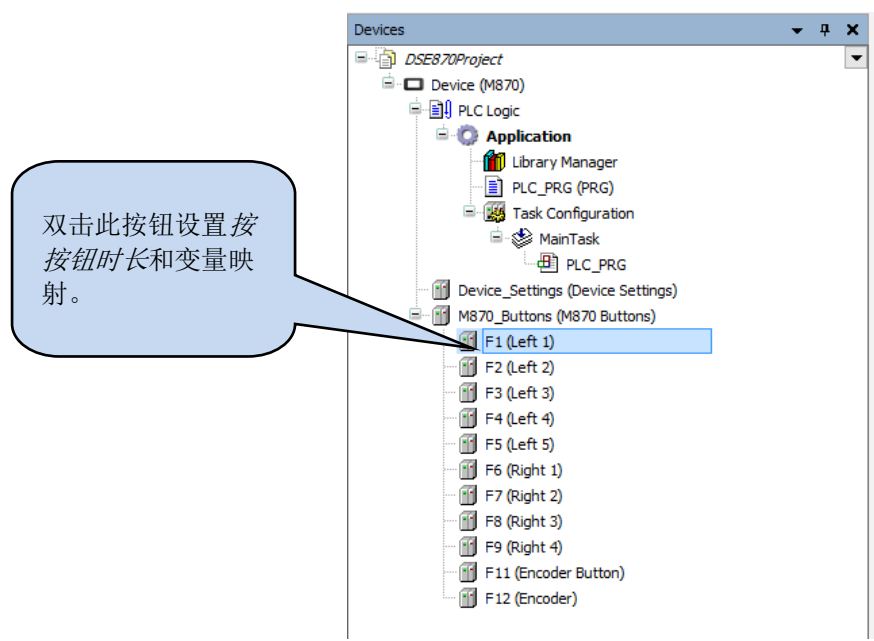 Devices
DSE870Project
Device (M870)
PLC Logic
Application
Library Manager
PLC_PRG (PRG)
Task Configuration
MainTask
PLC_PRG
Device_Settings (Device Settings)
M870_Buttons (M870 Buttons)
F1 (Left 1)
F2 (Left 2)
F3 (Left 3)
F4 (Left 4)
F5 (Left 5)
F6 (Right 1)
F7 (Right 2)
F8 (Right 3)
F9 (Right 4)
F11 (Encoder Button)
F12 (Encoder)
双击此按钮设置按
按钮时长和变量映
射。